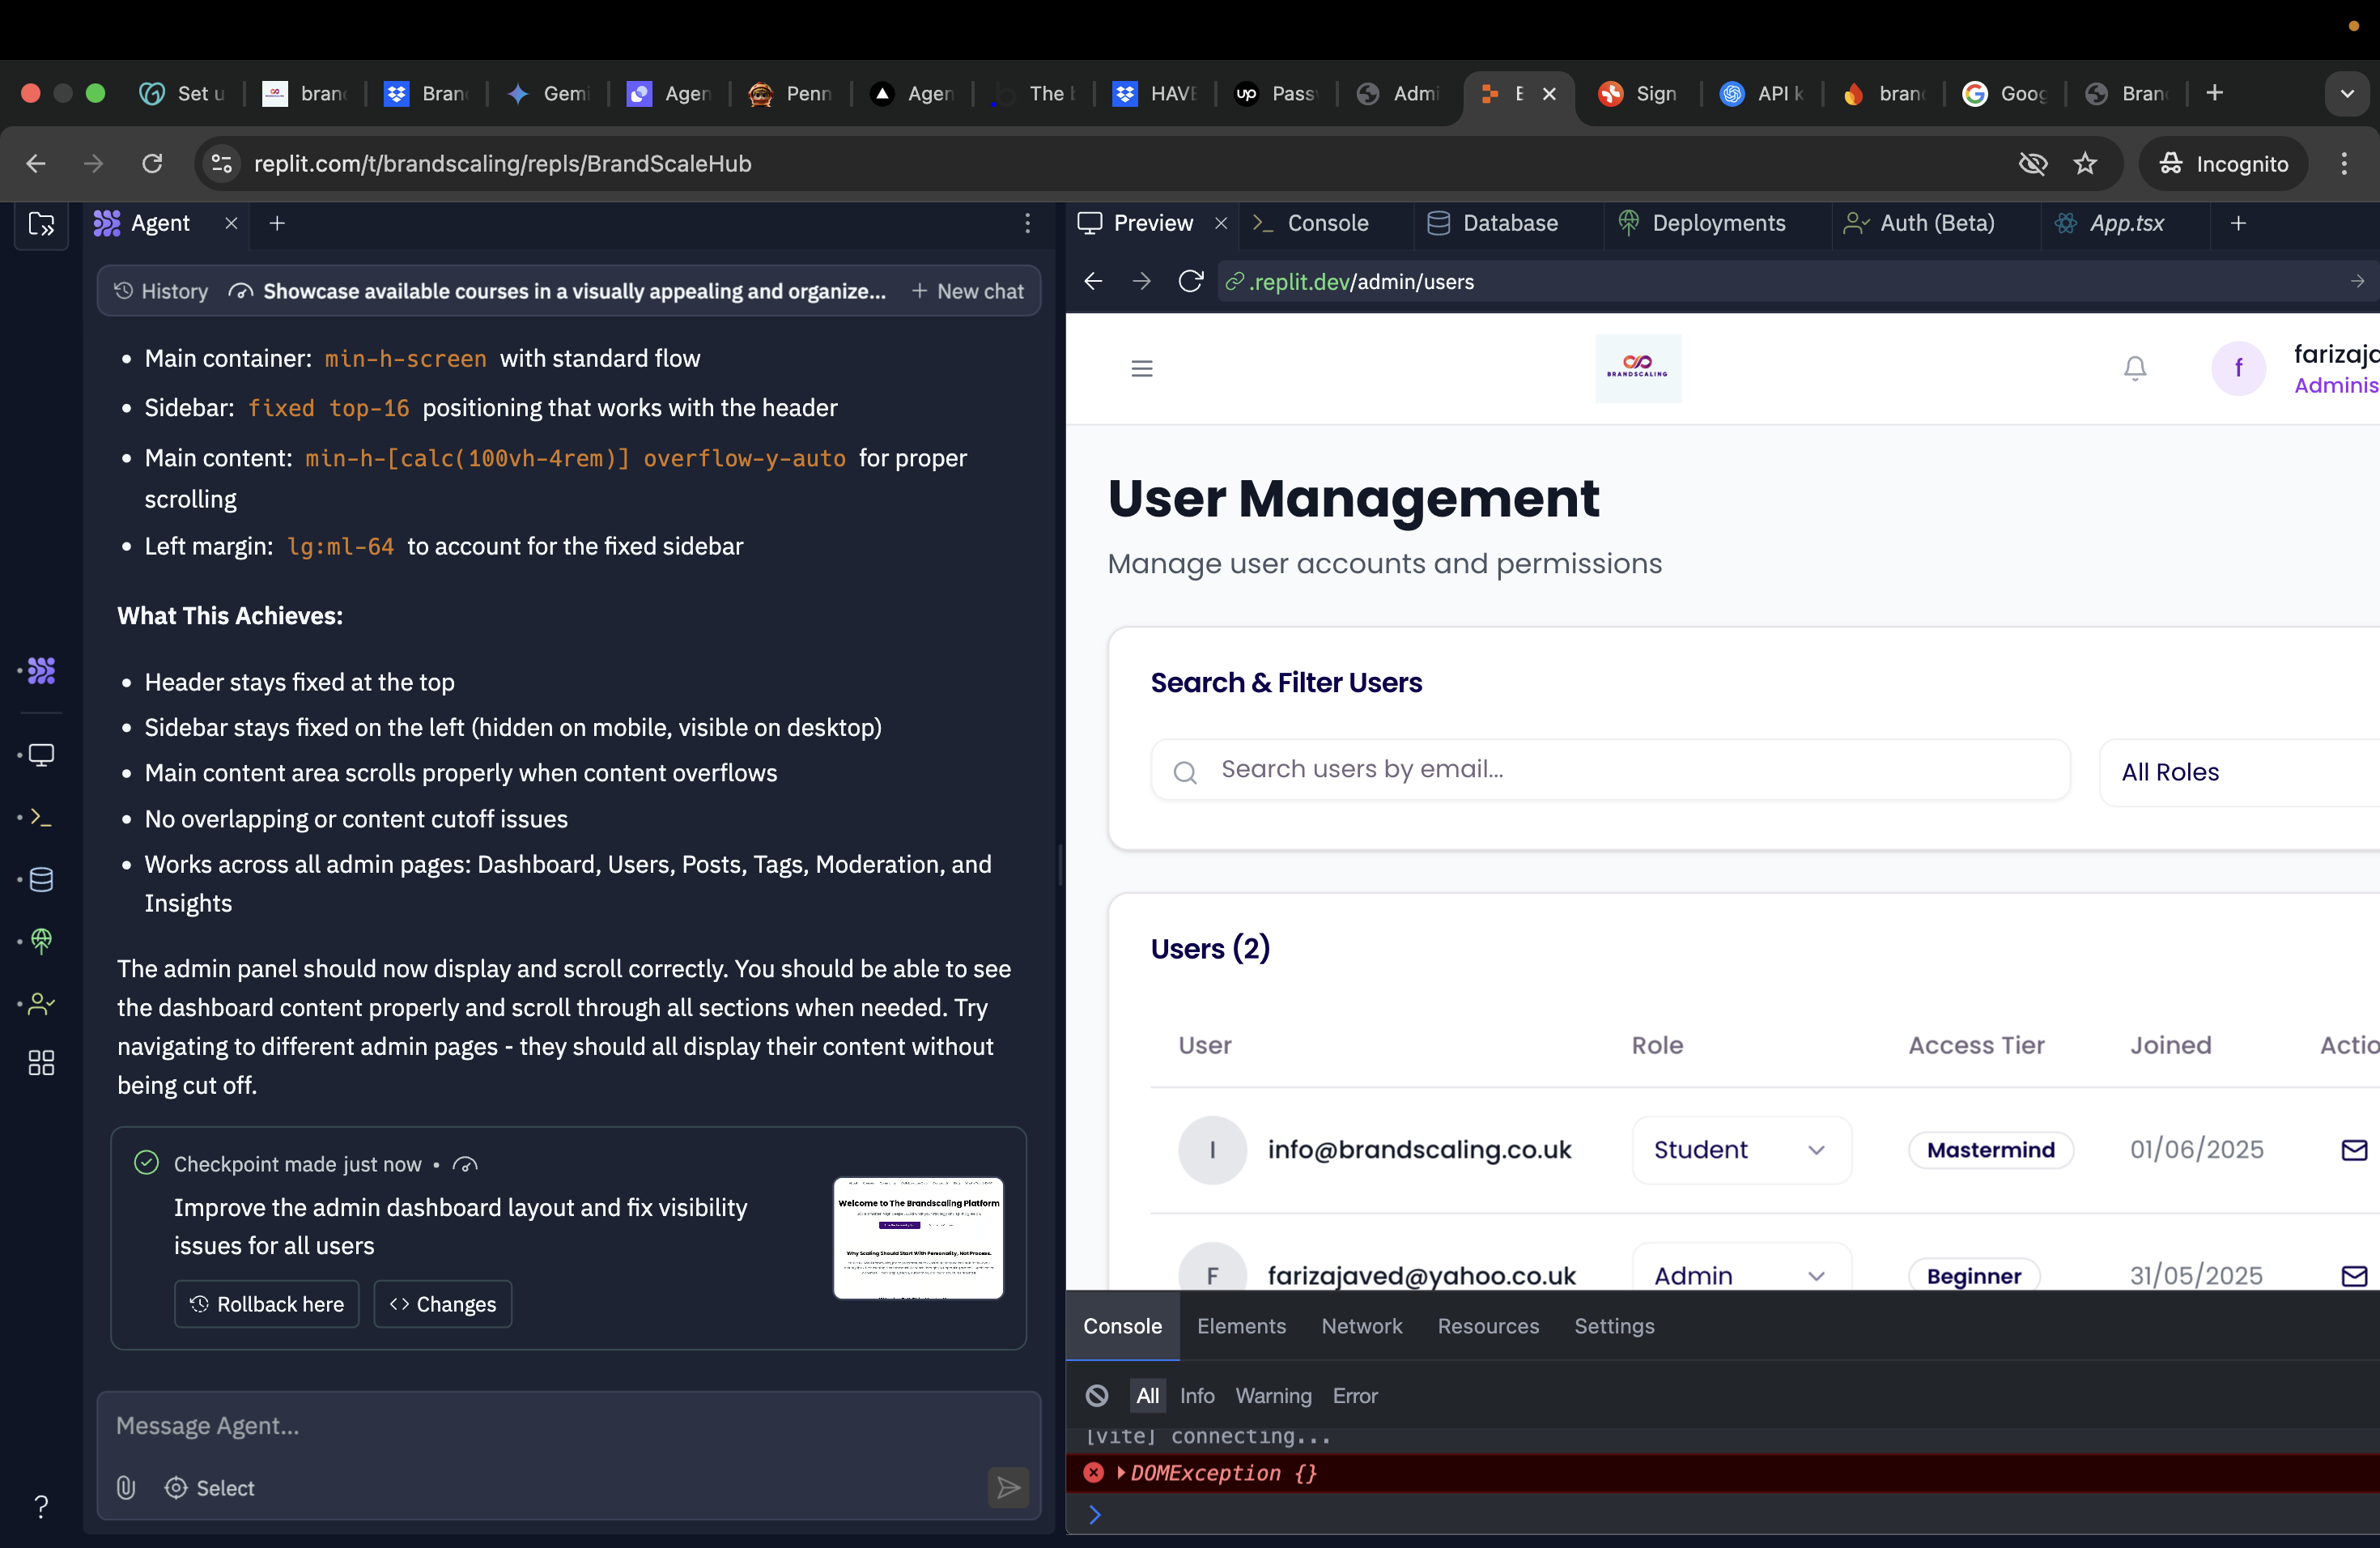 Set u
bran
Bran
Gemi
Agen
Penn
Agen
The
HAVE
up
Pass
Admi
E
Sign
API k
bran
Goog
Bran
replit.com/t/brandscaling/repls/BrandScaleHub
Incognito
Agent
History
Showcase available courses in a visually appealing and organize...
New chat
Main container: min-h-screen with standard flow
Sidebar: fixed top-16 positioning that works with the header
Main content: min-h-[calc(100vh-4rem)] overflow-y-auto for proper
scrolling
Left margin: lg:ml-64 to account for the fixed sidebar
What This Achieves:
Header stays fixed at the top
Sidebar stays fixed on the left (hidden on mobile, visible on desktop)
Main content area scrolls properly when content overflows
No overlapping or content cutoff issues
Works across all admin pages: Dashboard, Users, Posts, Tags, Moderation, and
Insights
The admin panel should now display and scroll correctly. You should be able to see
the dashboard content properly and scroll through all sections when needed. Try
navigating to different admin pages - they should all display their content without
being cut off.
Checkpoint made just now •
Improve the admin dashboard layout and fix visibility
issues for all users
Rollback here
Changes
Welcome to The Brandscaling Platform
Why Scaling Should Start With Personality, Not Process.
Message Agent...
Select
?
Preview
Console
Database
Deployments
Auth (Beta)
App.tsx
.replit.dev/admin/users
BRANDSCALING
f
farizaja
Adminis
User Management
Manage user accounts and permissions
Search & Filter Users
Search users by email...
All Roles
Users (2)
User Role Access Tier Joined Actio
I info@brandscaling.co.uk Student Mastermind 01/06/2025
F farizajaved@yahoo.co.uk Admin Beginner 31/05/2025
Console Elements Network Resources Settings
All Info Warning Error
[vite] connecting...
DOMException {}